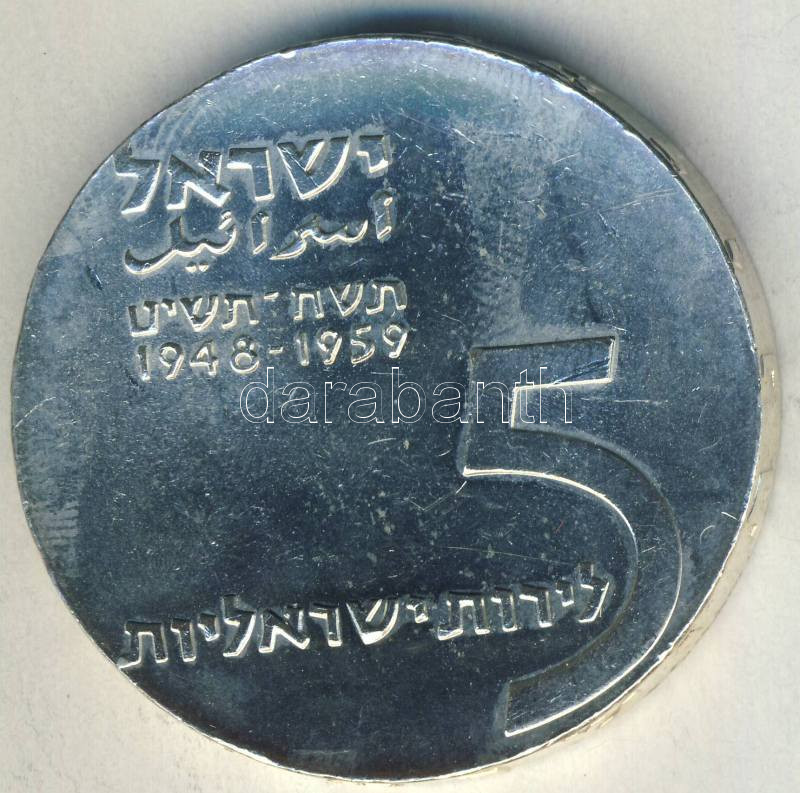 ישראל
اسرائيل
תשח-תשיט
1948-1959
darabanth
5
לירות ישראליות